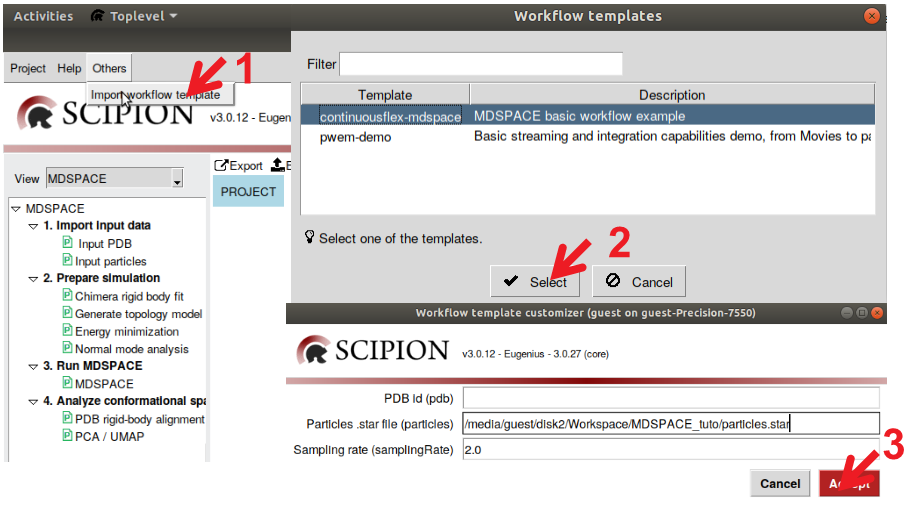 Activities Toplevel
Project Help Others
Import workflow template
1
SCIPION v3.0.12 - Eugen
View MDSPACE
Export E
PROJECT
MDSPACE
1. Import input data
Input PDB
Input particles
2. Prepare simulation
Chimera rigid body fit
Generate topology model
Energy minimization
Normal mode analysis
3. Run MDSPACE
MDSPACE
4. Analyze conformational spa
PDB rigid-body alignment
PCA / UMAP
Workflow templates
Filter
Template Description
continuousflex-mdspace MDSPACE basic workflow example
pwem-demo Basic streaming and integration capabilities demo, from Movies to pa
Select one of the templates.
2
Select Cancel
Workflow template customizer (guest on guest-Precision-7550)
SCIPION v3.0.12 - Eugenius - 3.0.27 (core)
PDB Id (pdb)
Particles .star file (particles) /media/guest/disk2/Workspace/MDSPACE_tuto/particles.star
Sampling rate (samplingRate) 2.0
3
Cancel Accept